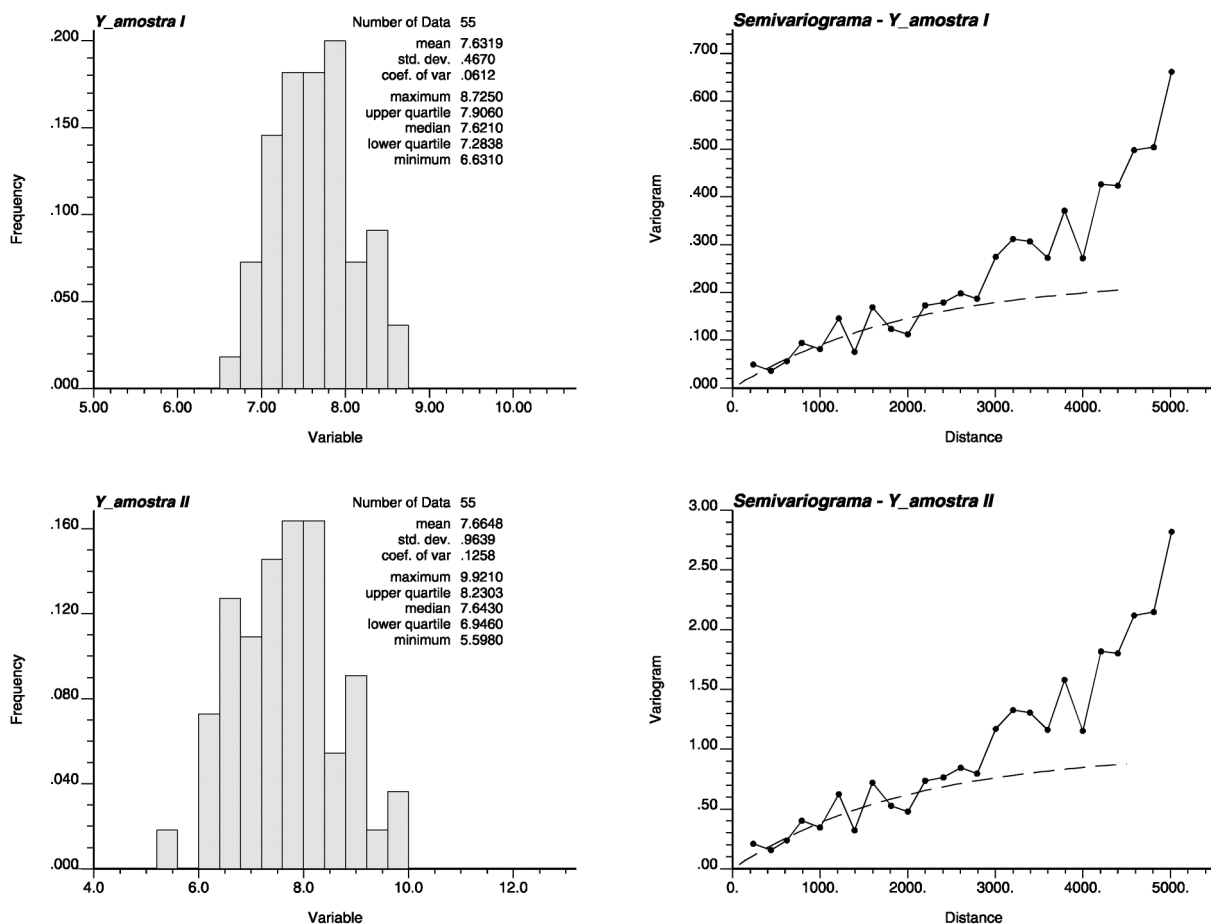 Y_amostra I
Number of Data 55
mean 7.6319
std. dev. .4670
coef. of var .0612
maximum 8.7250
upper quartile 7.9060
median 7.6210
lower quartile 7.2838
minimum 6.6310
Frequency
.200
.150
.100
.050
.000
5.00 6.00 7.00 8.00 9.00 10.00
Variable
Semivariograma - Y_amostra I
Variogram
.700
.600
.500
.400
.300
.200
.100
.000
0. 1000. 2000. 3000. 4000. 5000.
Distance
Y_amostra II
Number of Data 55
mean 7.6648
std. dev. .9639
coef. of var .1258
maximum 9.9210
upper quartile 8.2303
median 7.6430
lower quartile 6.9460
minimum 5.5980
Frequency
.160
.120
.080
.040
.000
4.0 6.0 8.0 10.0 12.0
Variable
Semivariograma - Y_amostra II
Variogram
3.00
2.50
2.00
1.50
1.00
.50
.00
0. 1000. 2000. 3000. 4000. 5000.
Distance